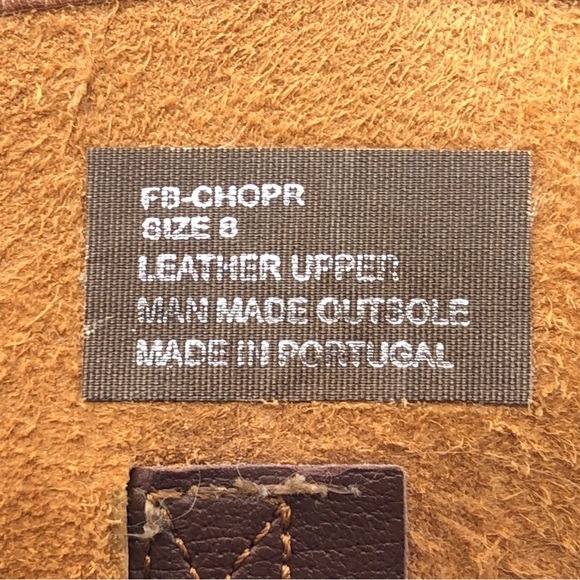 FB-CHOPR
SIZE 8
LEATHER UPPER
MAN MADE OUTSOLE
MADE IN PORTUGAL